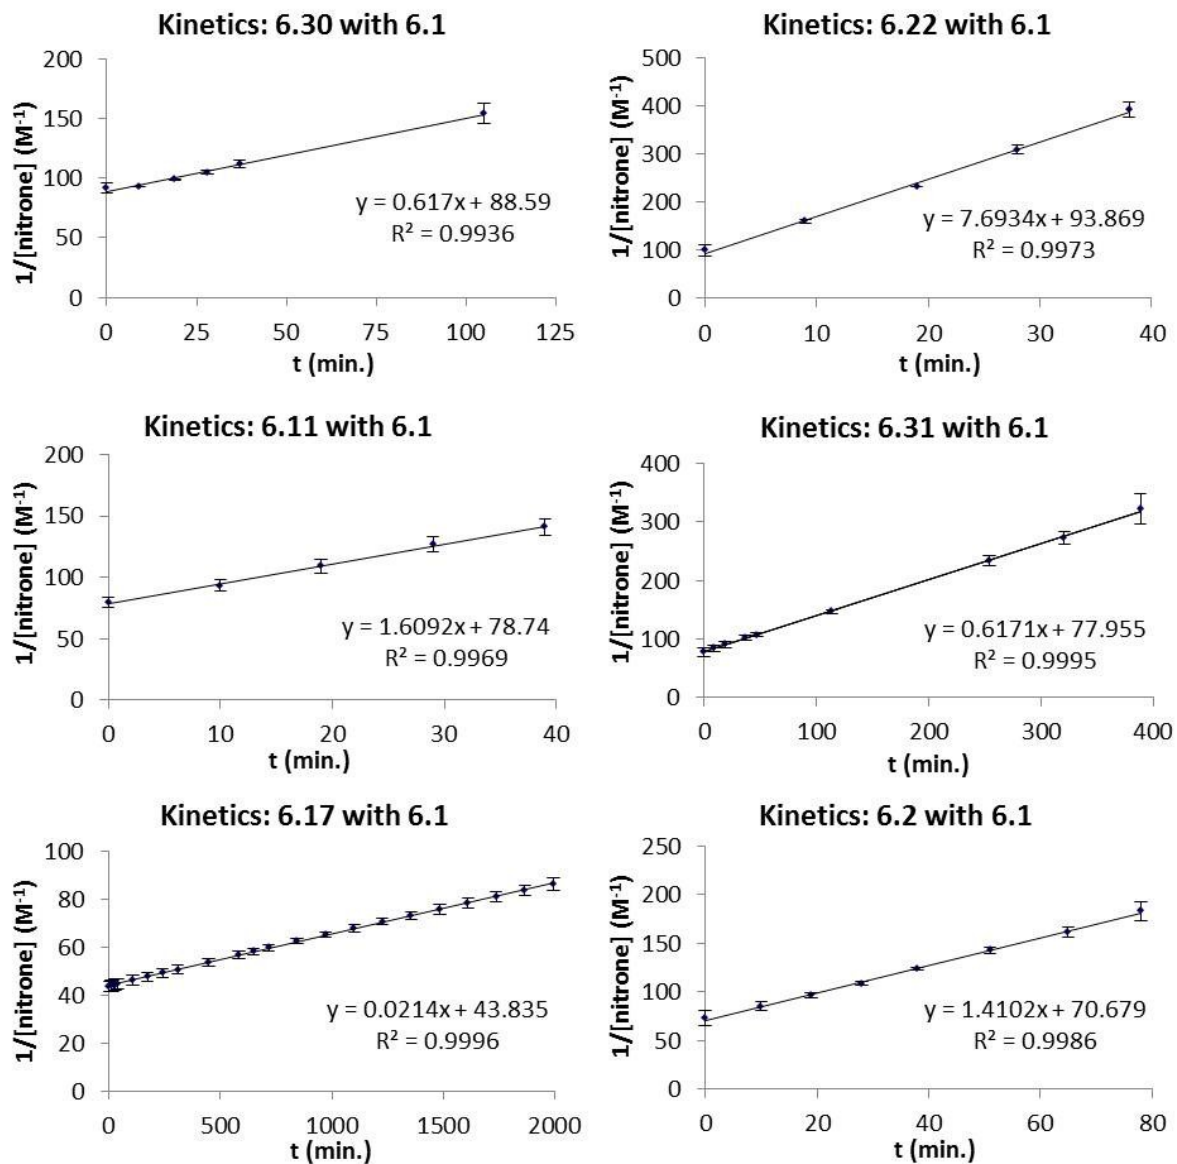 Kinetics: 6.30 with 6.1
200
150
100
50
0
0 25 50 75 100 125
1/[nitrone] (M⁻¹)
t (min.)
y = 0.617x + 88.59
R² = 0.9936
Kinetics: 6.22 with 6.1
500
400
300
200
100
0
0 10 20 30 40
1/[nitrone] (M⁻¹)
t (min.)
y = 7.6934x + 93.869
R² = 0.9973
Kinetics: 6.11 with 6.1
200
150
100
50
0
0 10 20 30 40
1/[nitrone] (M⁻¹)
t (min.)
y = 1.6092x + 78.74
R² = 0.9969
Kinetics: 6.31 with 6.1
400
300
200
100
0
0 100 200 300 400
1/[nitrone] (M⁻¹)
t (min.)
y = 0.6171x + 77.955
R² = 0.9995
Kinetics: 6.17 with 6.1
100
80
60
40
20
0
0 500 1000 1500 2000
1/[nitrone] (M⁻¹)
t (min.)
y = 0.0214x + 43.835
R² = 0.9996
Kinetics: 6.2 with 6.1
250
200
150
100
50
0
0 20 40 60 80
1/[nitrone] (M⁻¹)
t (min.)
y = 1.4102x + 70.679
R² = 0.9986